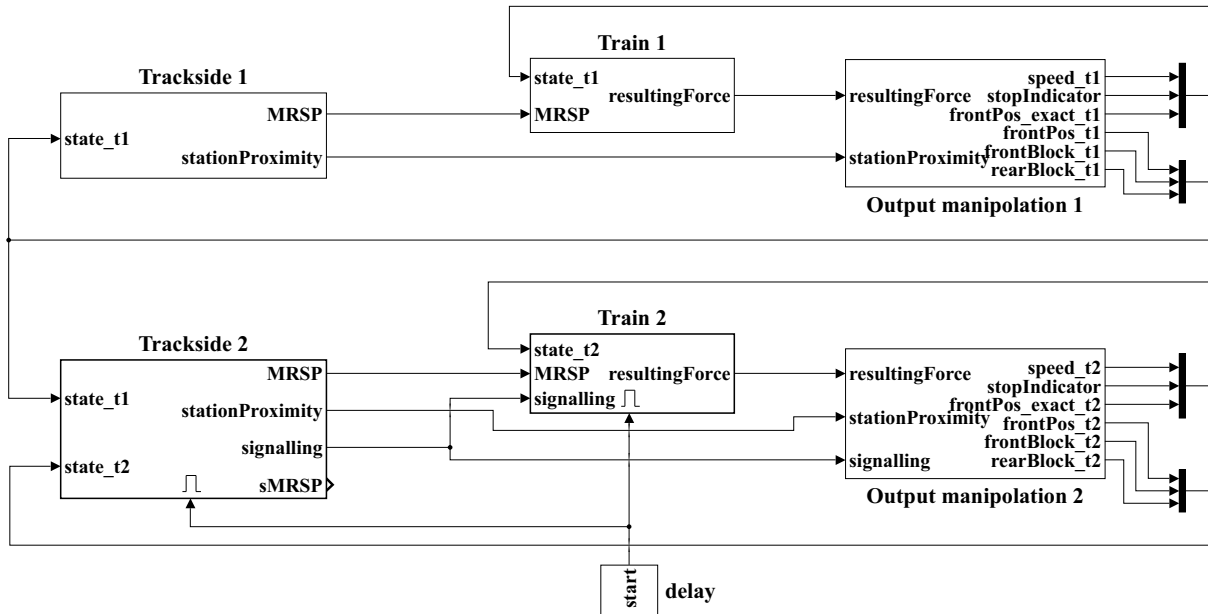 Trackside 1
state_t1
MRSP
stationProximity
Train 1
state_t1
MRSP
resultingForce
resultingForce
stationProximity
speed_t1
stopIndicator
frontPos_exact_t1
frontPos_t1
frontBlock_t1
rearBlock_t1
Output manipolation 1
Trackside 2
state_t1
state_t2
MRSP
stationProximity
signalling
sMRSP
Train 2
state_t2
MRSP
signalling
resultingForce
resultingForce
stationProximity
signalling
speed_t2
stopIndicator
frontPos_exact_t2
frontPos_t2
frontBlock_t2
rearBlock_t2
Output manipolation 2
start
delay